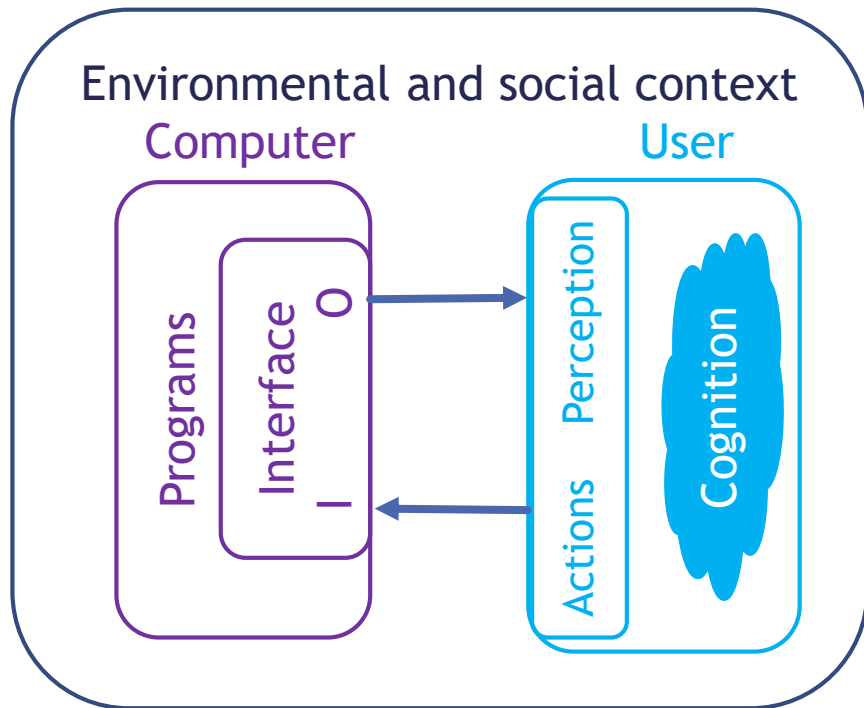 Environmental and social context
Computer
User
Programs
Interface
I O
Actions Perception
Cognition